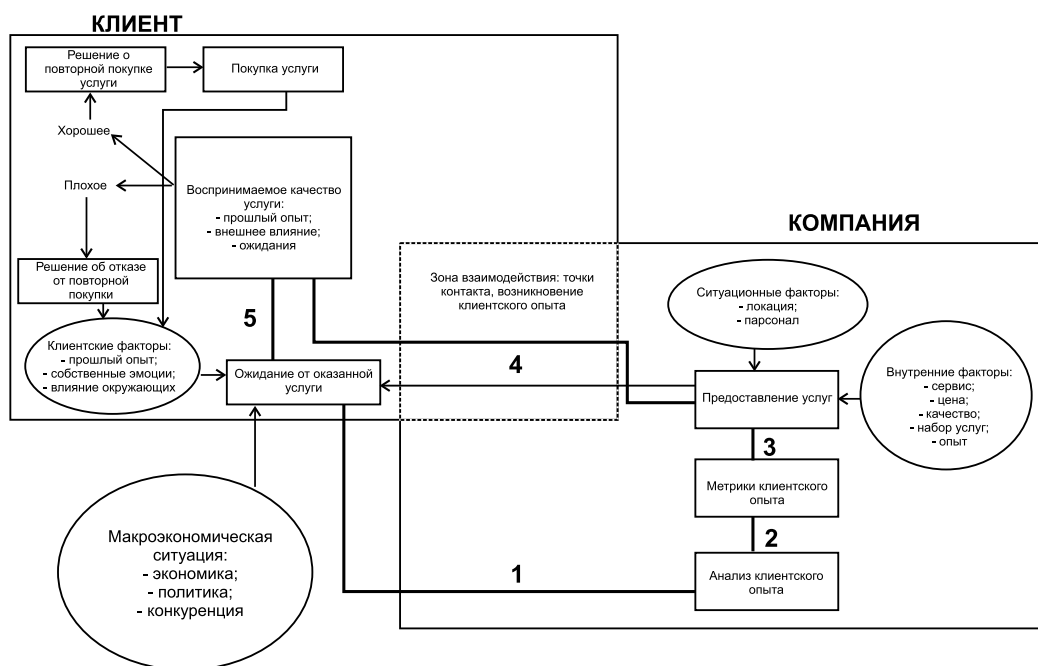 КЛИЕНТ
Решение о
повторной покупке
услуги
Покупка услуги
Хорошее
Плохое
Воспринимаемое качество
услуги:
- прошлый опыт;
- внешнее влияние;
- ожидания
Решение об отказе
от повторной
покупки
Клиентские факторы:
- прошлый опыт;
- собственные эмоции;
- влияние окружающих
5
Ожидание от оказанной
услуги
КОМПАНИЯ
Зона взаимодействия: точки
контакта, возникновение
клиентского опыта
Ситуационные факторы:
- локация;
- парсонал
4
Предоставление услуг
Внутренние факторы:
- сервис;
- цена;
- качество;
- набор услуг;
- опыт
3
Метрики клиентского
опыта
2
Анализ клиентского
опыта
1
Макроэкономическая
ситуация:
- экономика;
- политика;
- конкуренция